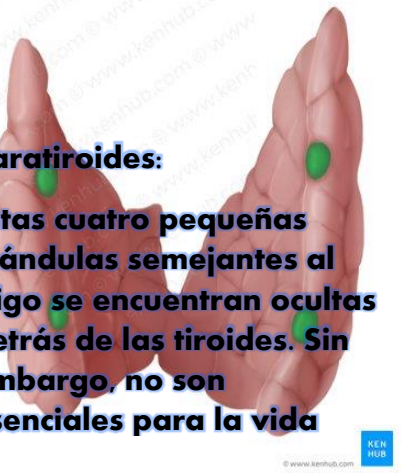 aratiroides:
tas cuatro pequeñas
ándulas semejantes al
igo se encuentran ocultas
etrás de las tiroides. Sin
mbargo, no son
senciales para la vida
KEN
HUB
© www.kenhub.com